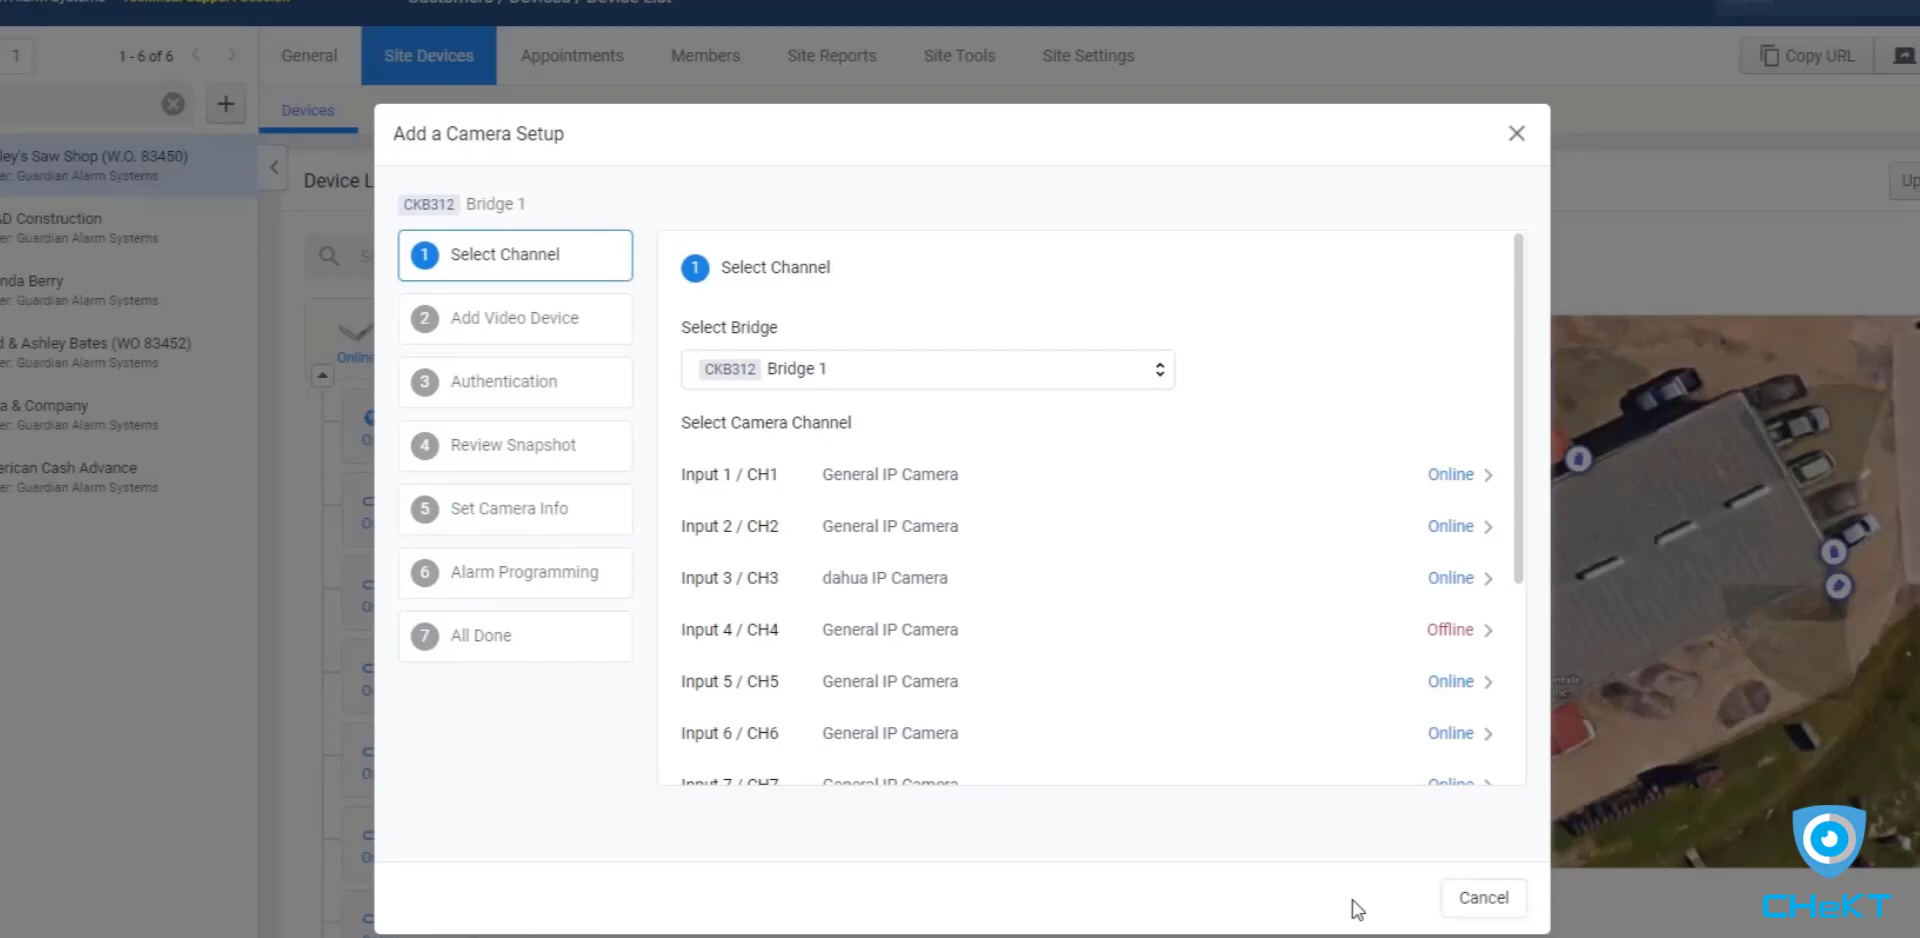 Customers / Devices / Device List
1
1 - 6 of 6
General
Site Devices
Appointments
Members
Site Reports
Site Tools
Site Settings
Copy URL
Devices
ley's Saw Shop (W.O. 83450)
er: Guardian Alarm Systems
D Construction
er: Guardian Alarm Systems
nda Berry
er: Guardian Alarm Systems
d & Ashley Bates (WO 83452)
er: Guardian Alarm Systems
a & Company
er: Guardian Alarm Systems
erican Cash Advance
er: Guardian Alarm Systems
Device L
Up
Online
Add a Camera Setup
CKB312 Bridge 1
1 Select Channel
2 Add Video Device
3 Authentication
4 Review Snapshot
5 Set Camera Info
6 Alarm Programming
7 All Done
1 Select Channel
Select Bridge
CKB312 Bridge 1
Select Camera Channel
Input 1 / CH1 General IP Camera Online
Input 2 / CH2 General IP Camera Online
Input 3 / CH3 dahua IP Camera Online
Input 4 / CH4 General IP Camera Offline
Input 5 / CH5 General IP Camera Online
Input 6 / CH6 General IP Camera Online
Input 7 / CH7 General IP Camera Online
Cancel
CHeKT